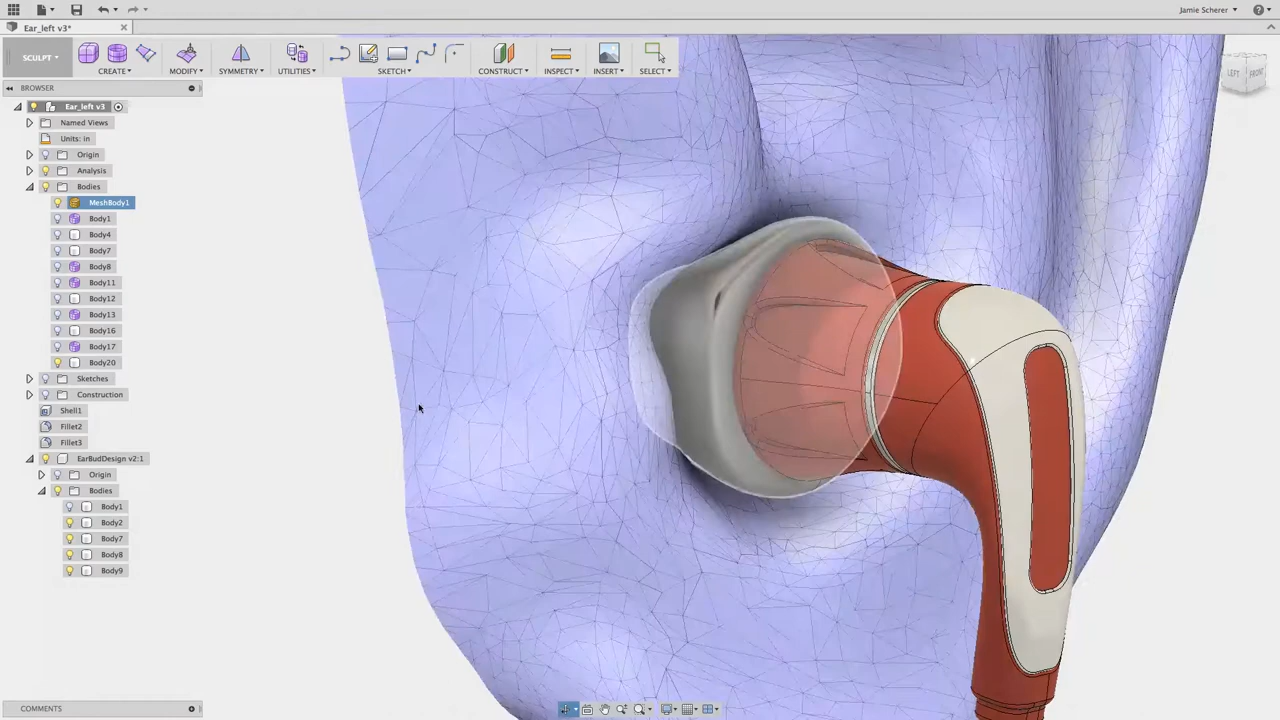 Jamie Scherer
Ear_left v3*
SCULPT
CREATE
MODIFY
SYMMETRY
UTILITIES
SKETCH
CONSTRUCT
INSPECT
INSERT
SELECT
LEFT
FRONT
BROWSER
Ear_left v3
Named Views
Units: in
Origin
Analysis
Bodies
MeshBody1
Body1
Body4
Body7
Body8
Body11
Body12
Body13
Body16
Body17
Body20
Sketches
Construction
Shell1
Fillet2
Fillet3
EarBudDesign v2:1
Origin
Bodies
Body1
Body2
Body7
Body8
Body9
COMMENTS